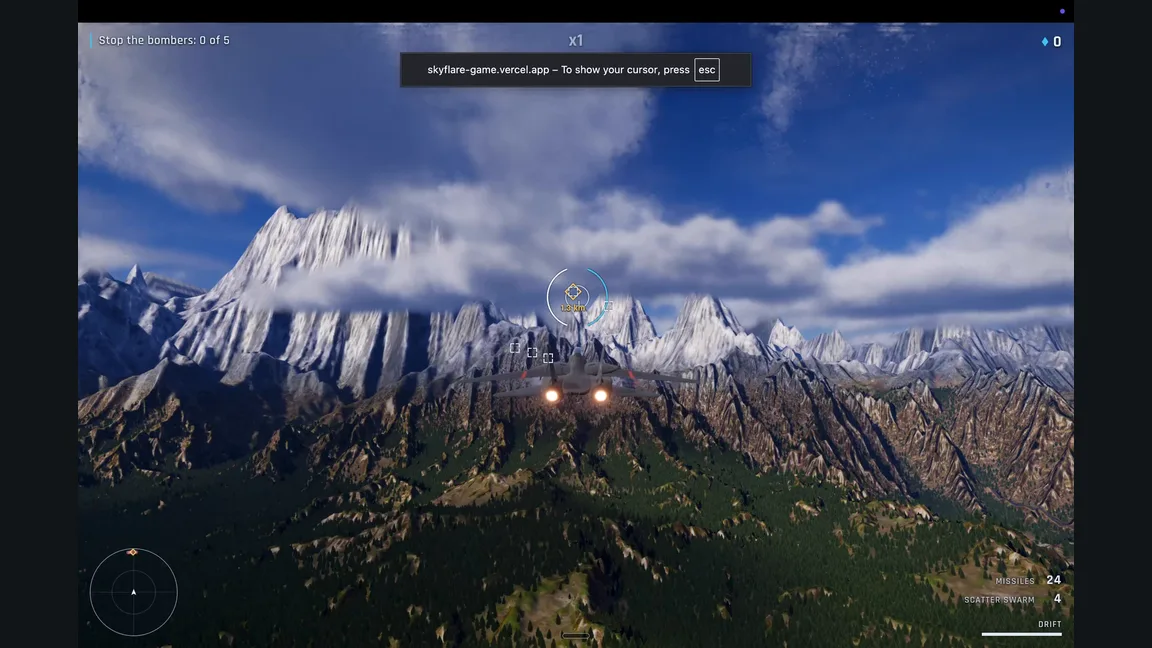 Stop the bombers: 0 of 5
x1
0
skyflare-game.vercel.app – To show your cursor, press esc
1.3 km
MISSILES 24
SCATTER SWARM 4
DRIFT